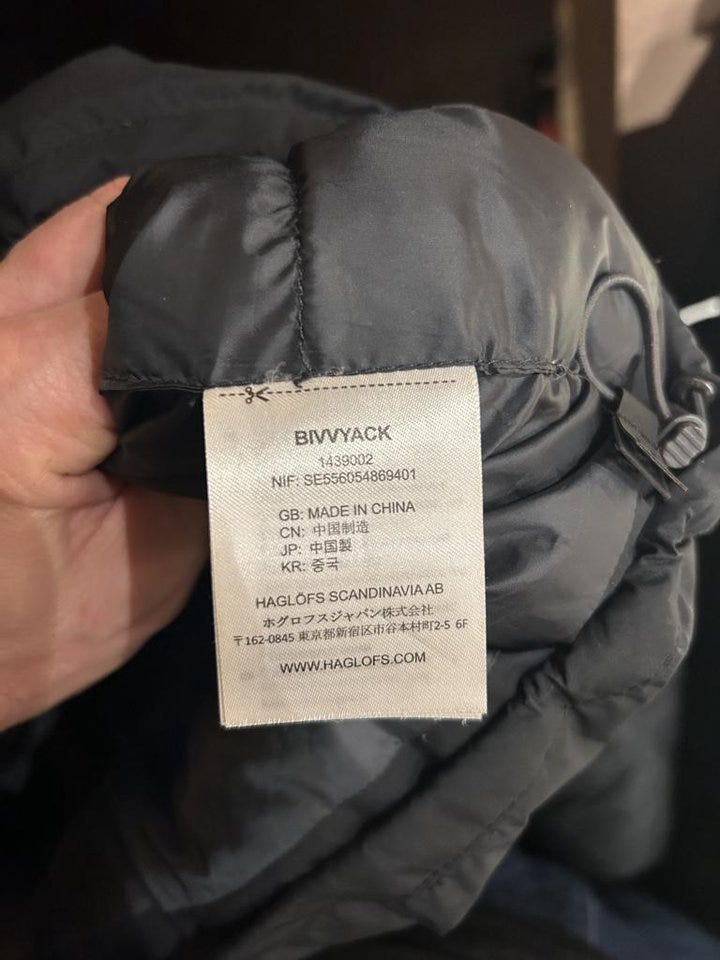 BIVVYACK
1439002
NIF: SE556054869401
GB: MADE IN CHINA
CN: 中国制造
JP: 中国製
KR: 중국
HAGLÖFS SCANDINAVIA AB
ホグロフスジャパン株式会社
〒162-0845 東京都新宿区市谷本村町2-5 6F
WWW.HAGLOFS.COM